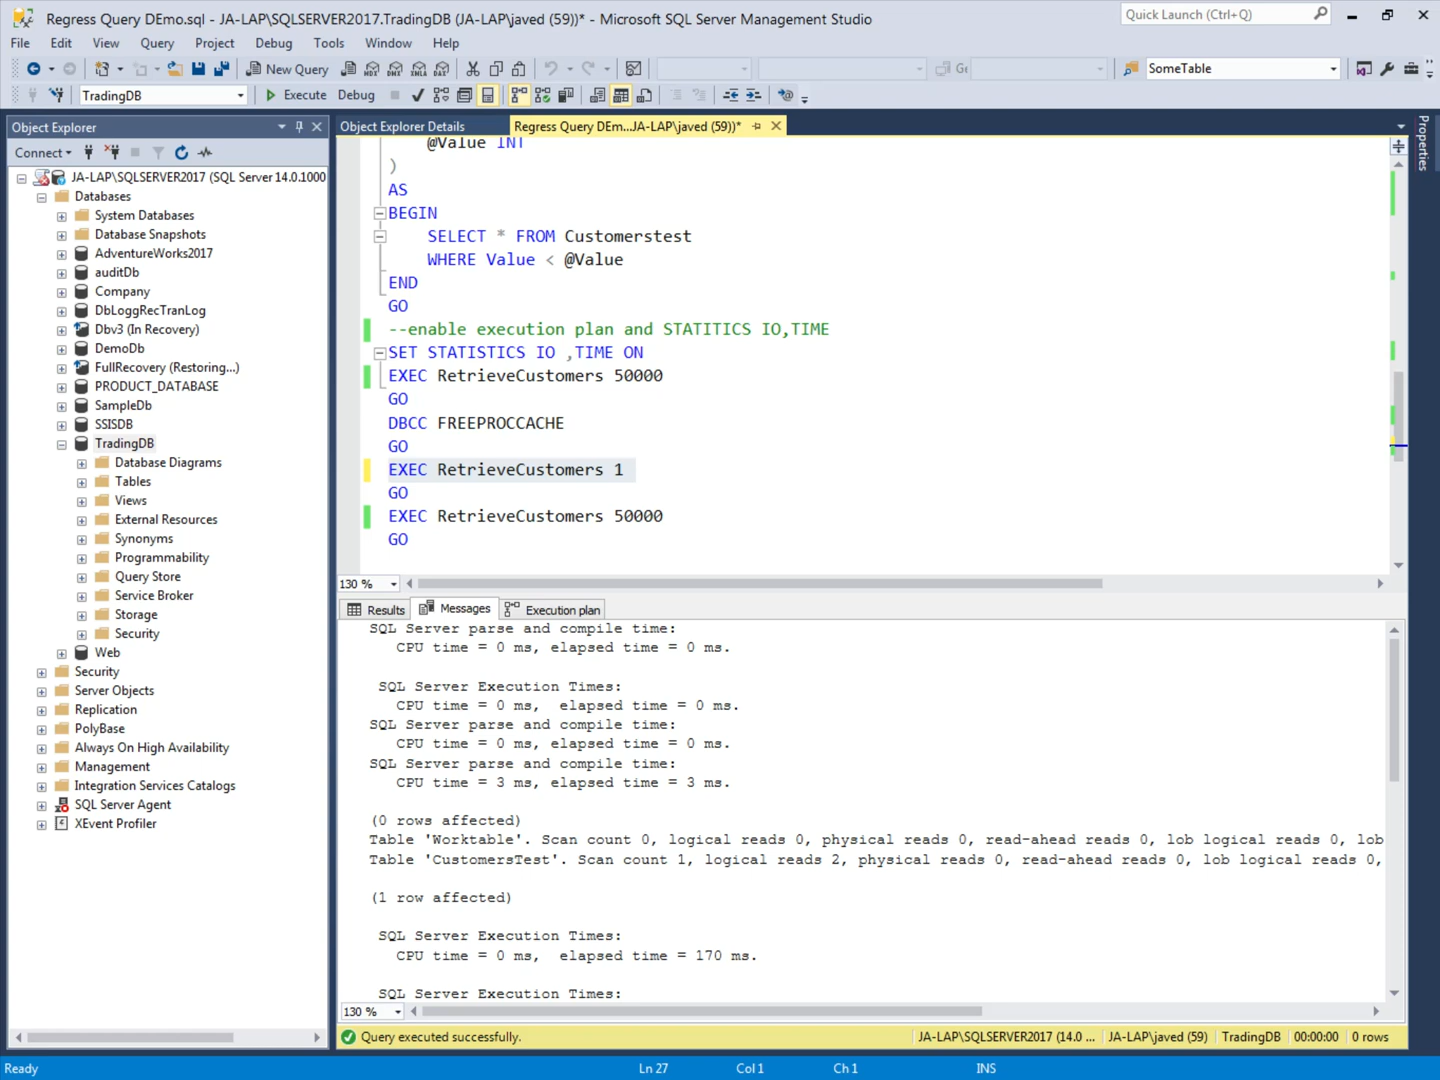 Regress Query DEmo.sql - JA-LAP\SQLSERVER2017.TradingDB (JA-LAP\javed (59))* - Microsoft SQL Server Management Studio
Quick Launch (Ctrl+Q)
File Edit View Query Project Debug Tools Window Help
New Query
SomeTable
TradingDB
Execute Debug
Object Explorer
Connect
JA-LAP\SQLSERVER2017 (SQL Server 14.0.1000
Databases
System Databases
Database Snapshots
AdventureWorks2017
auditDb
Company
DbLoggRecTranLog
Dbv3 (In Recovery)
DemoDb
FullRecovery (Restoring...)
PRODUCT_DATABASE
SampleDb
SSISDB
TradingDB
Database Diagrams
Tables
Views
External Resources
Synonyms
Programmability
Query Store
Service Broker
Storage
Security
Web
Security
Server Objects
Replication
PolyBase
Always On High Availability
Management
Integration Services Catalogs
SQL Server Agent
XEvent Profiler
Object Explorer Details
Regress Query DEm...JA-LAP\javed (59))*
Properties
@Value INT
)
AS
BEGIN
SELECT * FROM Customerstest
WHERE Value < @Value
END
GO
--enable execution plan and STATITICS IO,TIME
SET STATISTICS IO ,TIME ON
EXEC RetrieveCustomers 50000
GO
DBCC FREEPROCCACHE
GO
EXEC RetrieveCustomers 1
GO
EXEC RetrieveCustomers 50000
GO
130 %
Results Messages Execution plan
SQL Server parse and compile time:
CPU time = 0 ms, elapsed time = 0 ms.
SQL Server Execution Times:
CPU time = 0 ms,  elapsed time = 0 ms.
SQL Server parse and compile time:
CPU time = 0 ms, elapsed time = 0 ms.
SQL Server parse and compile time:
CPU time = 3 ms, elapsed time = 3 ms.
(0 rows affected)
Table 'Worktable'. Scan count 0, logical reads 0, physical reads 0, read-ahead reads 0, lob logical reads 0, lob
Table 'CustomersTest'. Scan count 1, logical reads 2, physical reads 0, read-ahead reads 0, lob logical reads 0,
(1 row affected)
SQL Server Execution Times:
CPU time = 0 ms,  elapsed time = 170 ms.
SQL Server Execution Times:
130 %
Query executed successfully.
JA-LAP\SQLSERVER2017 (14.0 ... JA-LAP\javed (59) TradingDB 00:00:00 0 rows
Ready
Ln 27 Col 1 Ch 1 INS